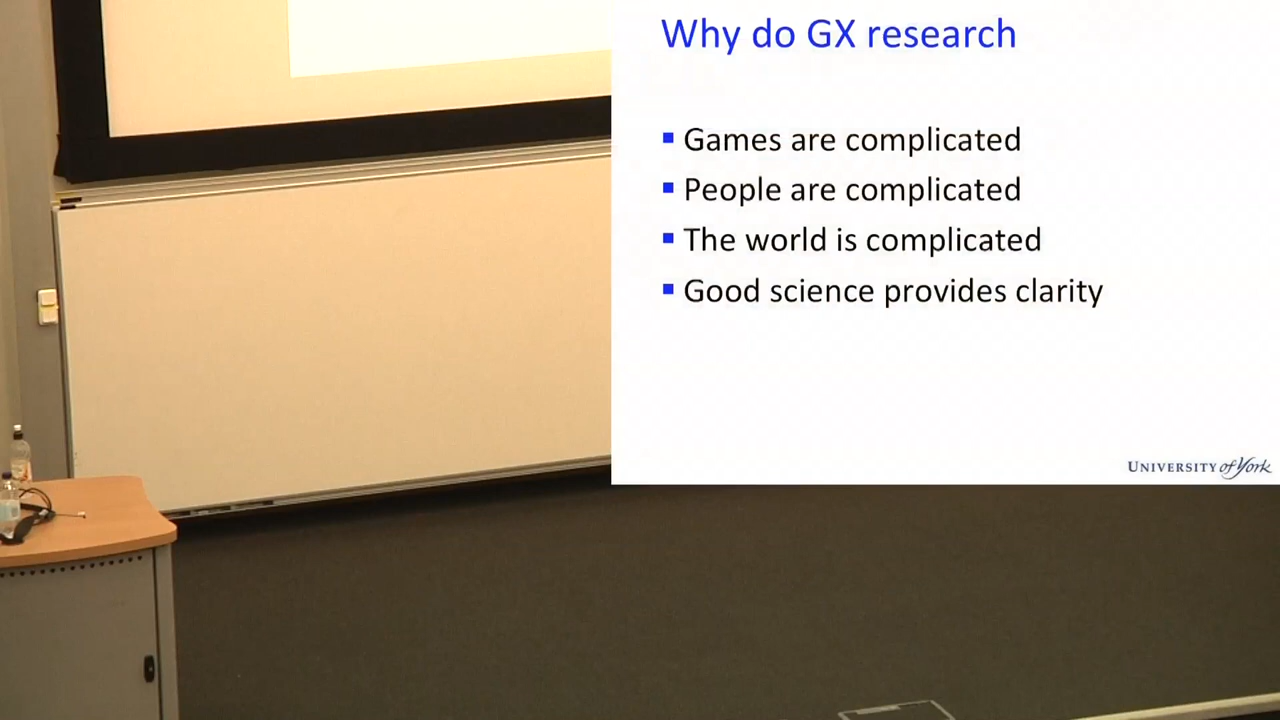 Why do GX research
Games are complicated
People are complicated
The world is complicated
Good science provides clarity
UNIVERSITY of York